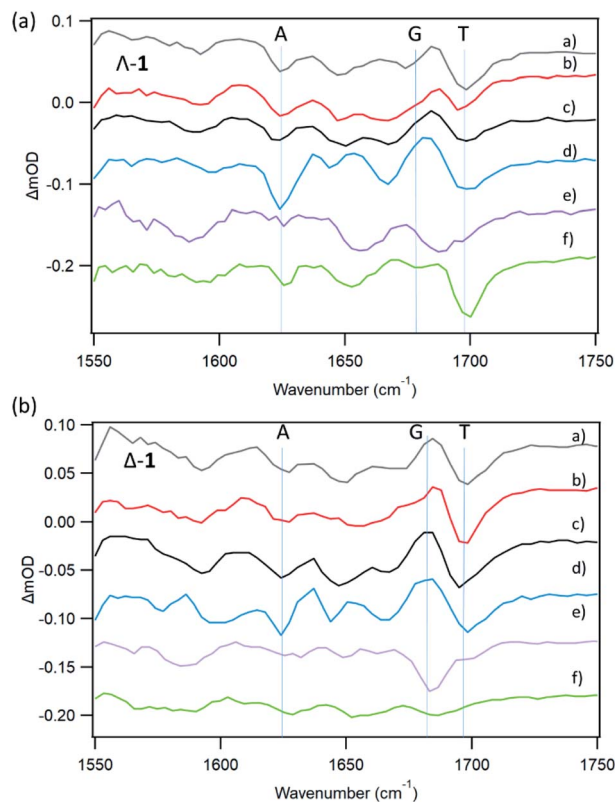 (a)
A G T
Λ-1
a)
b)
c)
d)
e)
f)
0.1
0.0
-0.1
-0.2
ΔmOD
1550 1600 1650 1700 1750
Wavenumber (cm⁻¹)
(b)
A G T
Δ-1
a)
b)
c)
d)
e)
f)
0.10
0.05
0.00
-0.05
-0.10
-0.15
-0.20
ΔmOD
1550 1600 1650 1700 1750
Wavenumber (cm⁻¹)